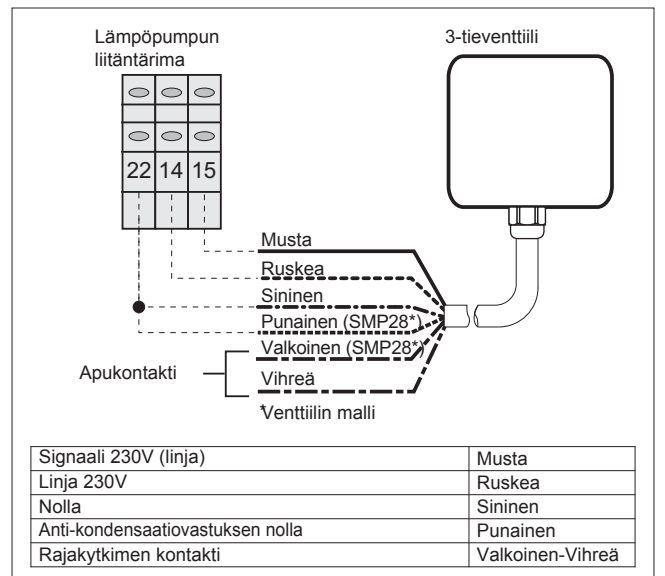 Lämpöpumpun
liitäntärima
3-tieventtiili
22 14 15
Musta
Ruskea
Sininen
Punainen (SMP28*)
Valkoinen (SMP28*)
Apukontakti
Vihreä
*Venttiilin malli
Signaali 230V (linja) Musta
Linja 230V Ruskea
Nolla Sininen
Anti-kondensaatiovastuksen nolla Punainen
Rajakytkimen kontakti Valkoinen-Vihreä